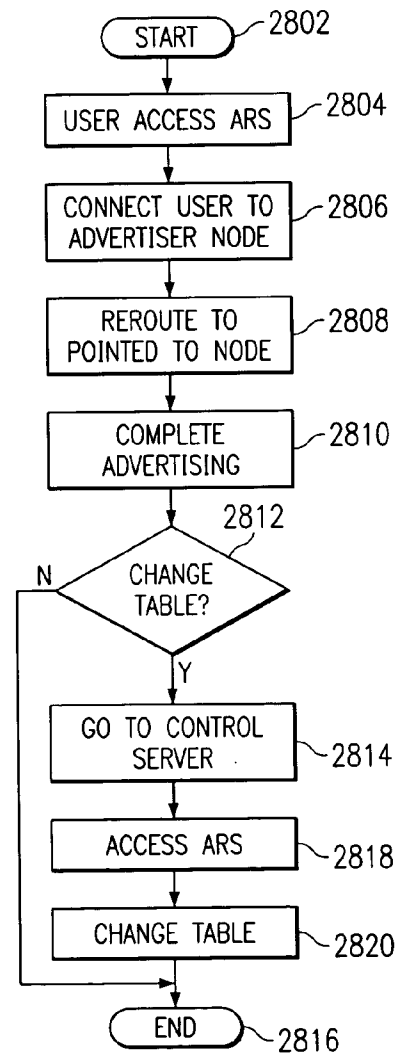 START
2802
USER ACCESS ARS
2804
CONNECT USER TO
ADVERTISER NODE
2806
REROUTE TO
POINTED TO NODE
2808
COMPLETE
ADVERTISING
2810
2812
CHANGE
TABLE?
N
Y
GO TO CONTROL
SERVER
2814
ACCESS ARS
2818
CHANGE TABLE
2820
END
2816